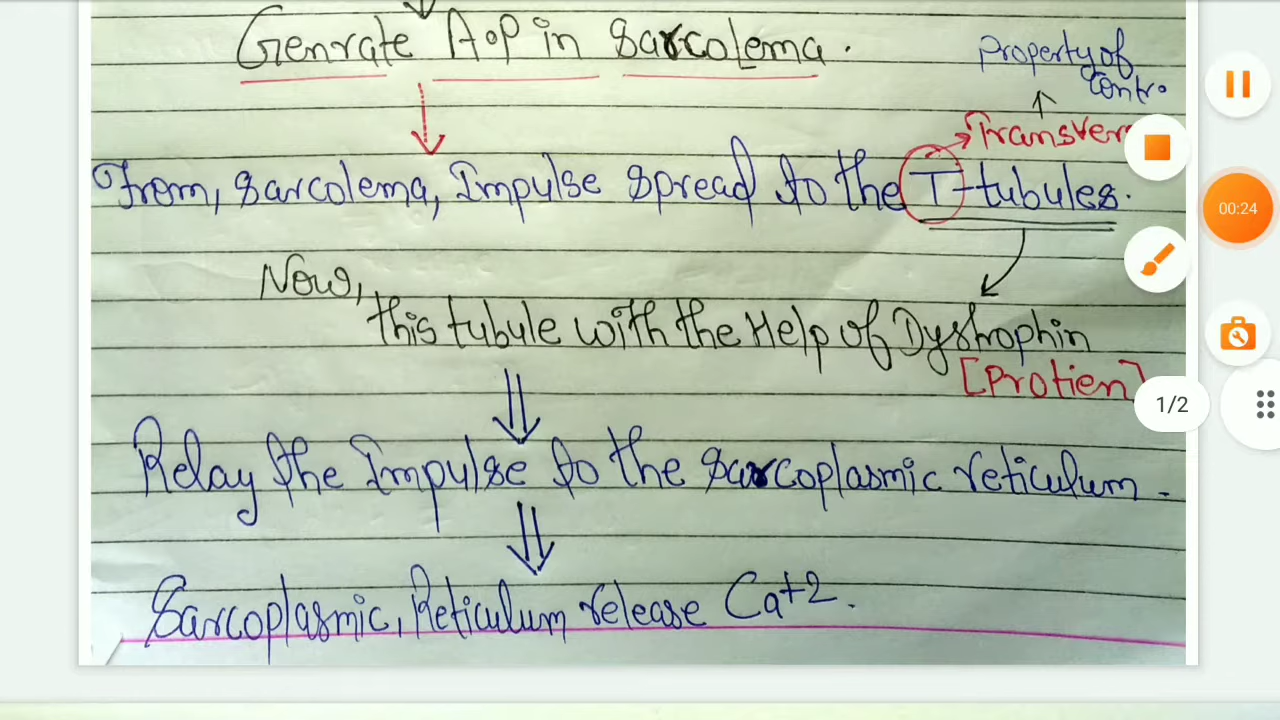 Genrate A.P in Sarcolema.
Property of
Contr.
Transver
From, Sarcolema, Impulse Spread to the T-tubules.
Now,
this tubule with the Help of Dystrophin
[Protien]
1/2
Relay the Impulse to the Sarcoplasmic reticulum.
Sarcoplasmic, Reticulum release Ca+2.
00:24